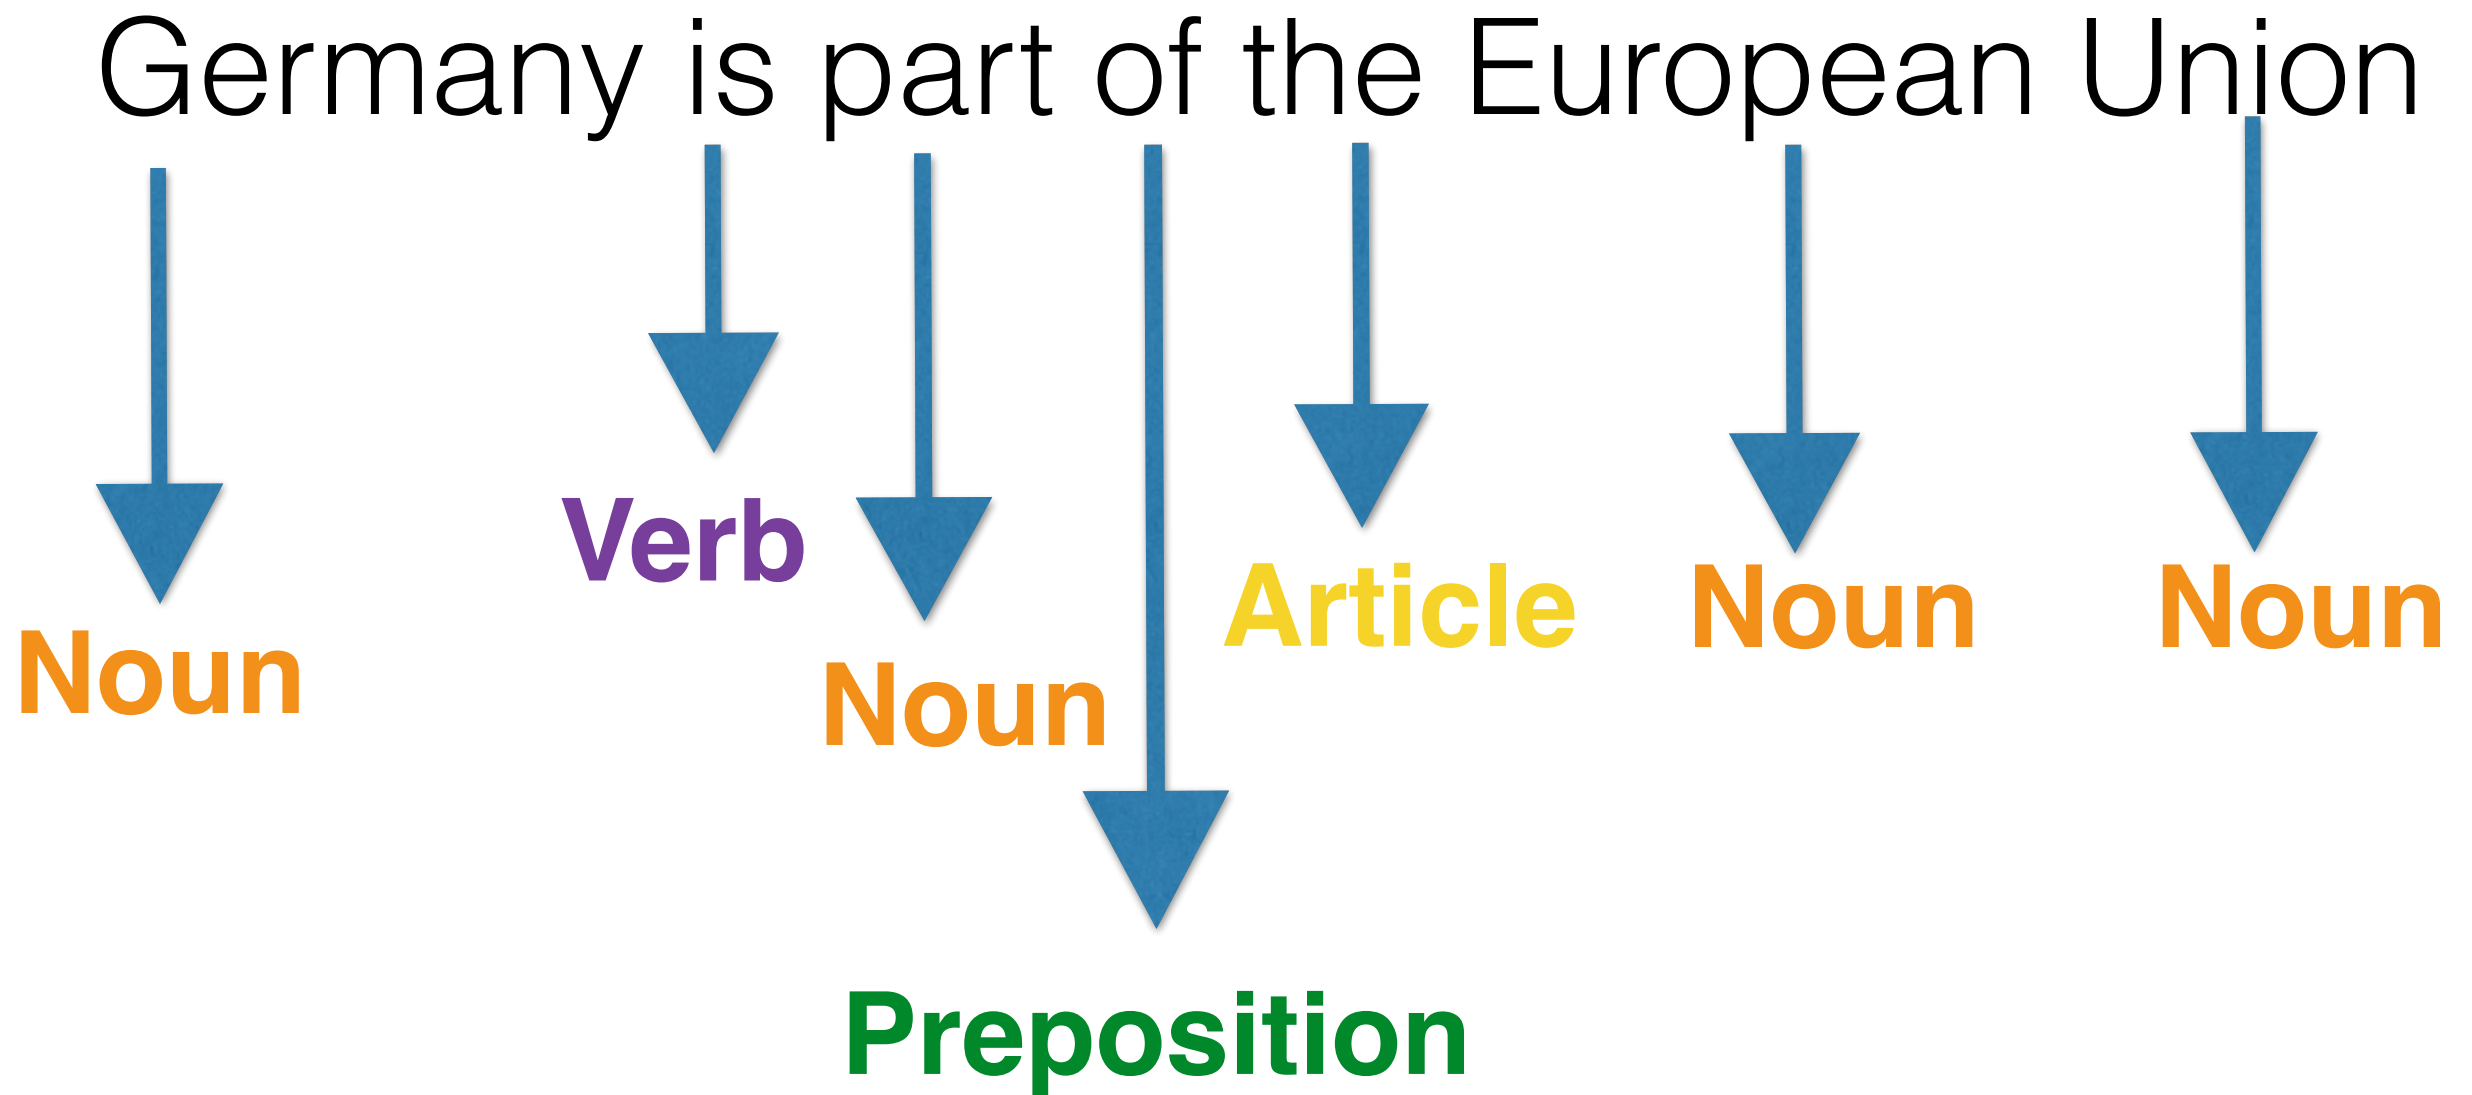 Germany is part of the European Union
Noun
Verb
Noun
Preposition
Article
Noun
Noun